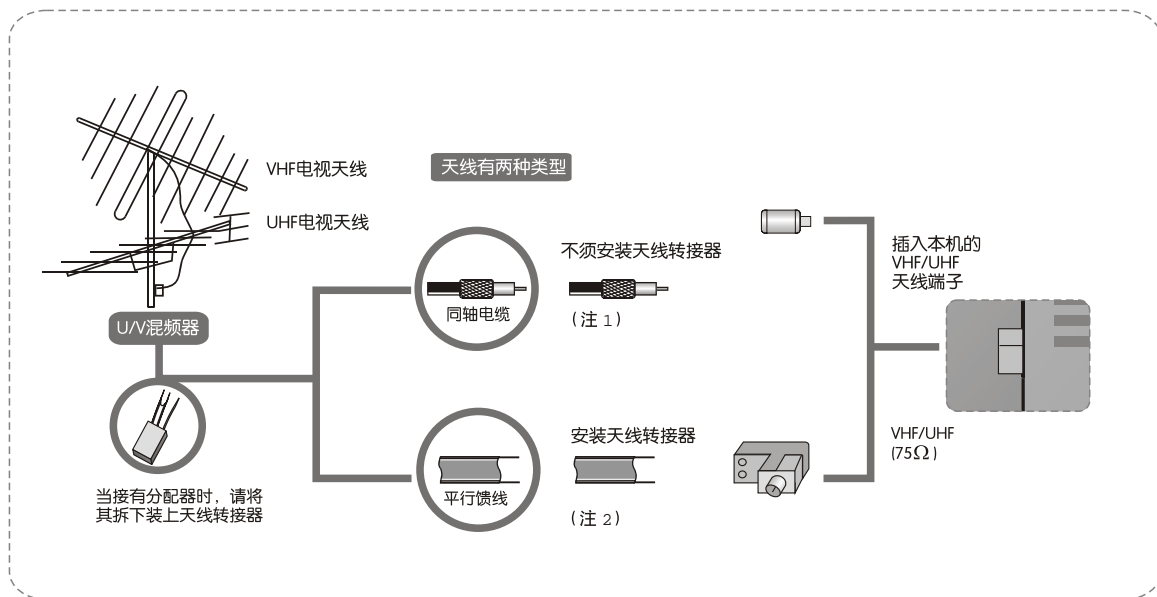 VHF电视天线
UHF电视天线
U/V混频器
当接有分配器时，请将
其拆下装上天线转接器
天线有两种类型
同轴电缆
不须安装天线转接器
(注 1)
平行馈线
安装天线转接器
(注 2)
插入本机的
VHF/UHF
天线端子
VHF/UHF
(75Ω)